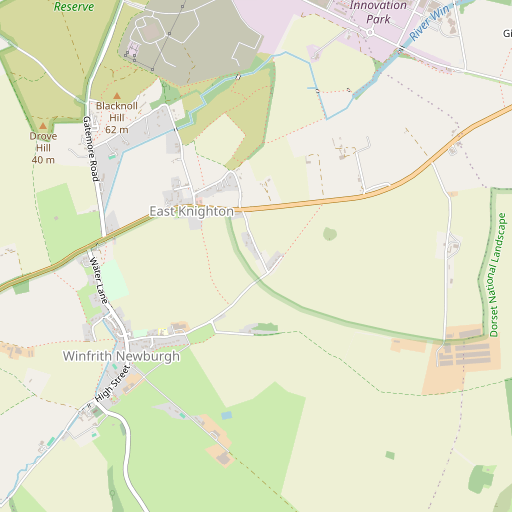 Reserve
Innovation
Park
River Win
Gi
Blacknoll
Hill
62 m
Drove
Hill
40 m
Gatemore Road
East Knighton
Water Lane
Dorset National Landscape
Winfrith Newburgh
High Street